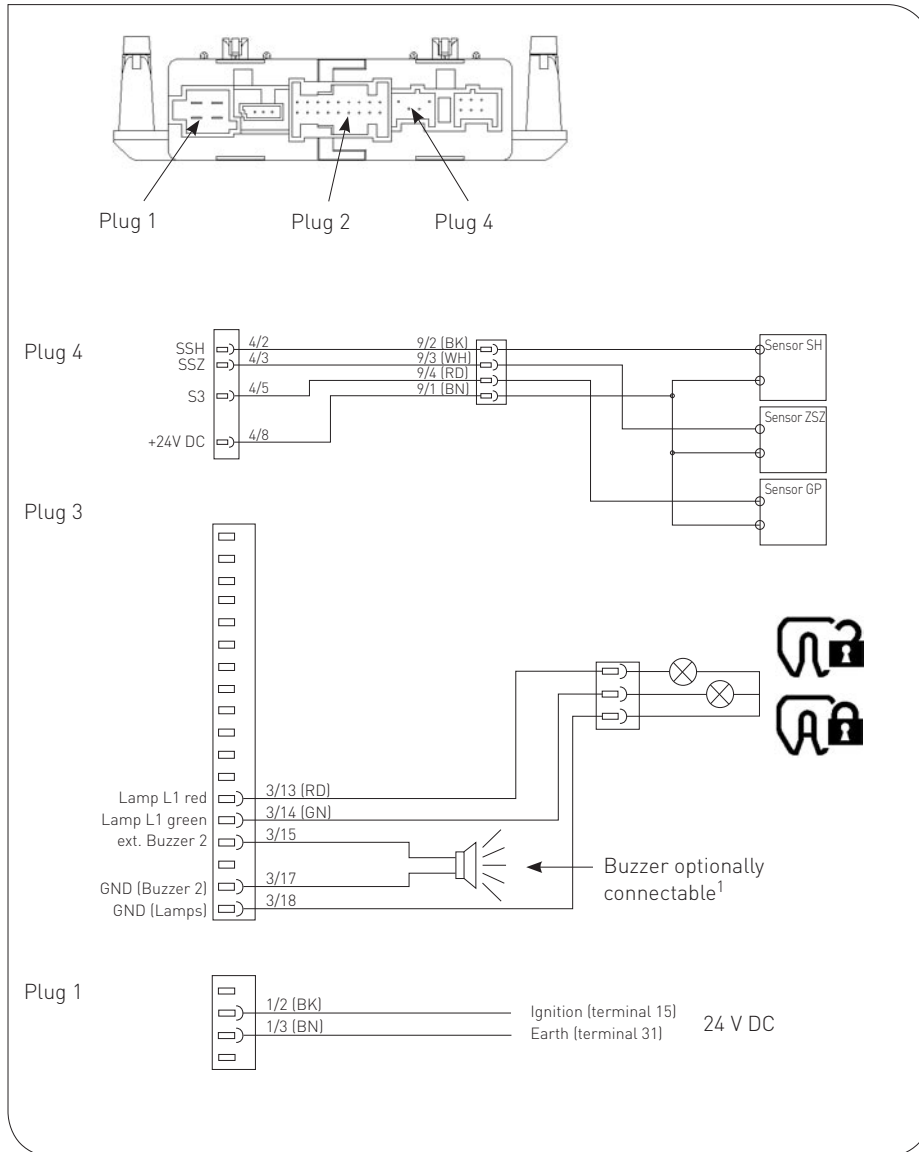 Plug 1
Plug 2
Plug 4
Plug 4
SSH
4/2
9/2 (BK)
Sensor SH
SSZ
4/3
9/3 (WH)
9/4 (RD)
S3
4/5
9/1 (BN)
Sensor ZSZ
+24V DC
4/8
Sensor GP
Plug 3
Lamp L1 red
3/13 (RD)
Lamp L1 green
3/14 (GN)
ext. Buzzer 2
3/15
Buzzer optionally
connectable¹
GND (Buzzer 2)
3/17
GND (Lamps)
3/18
Plug 1
1/2 (BK)
Ignition (terminal 15)
1/3 (BN)
Earth (terminal 31)
24 V DC